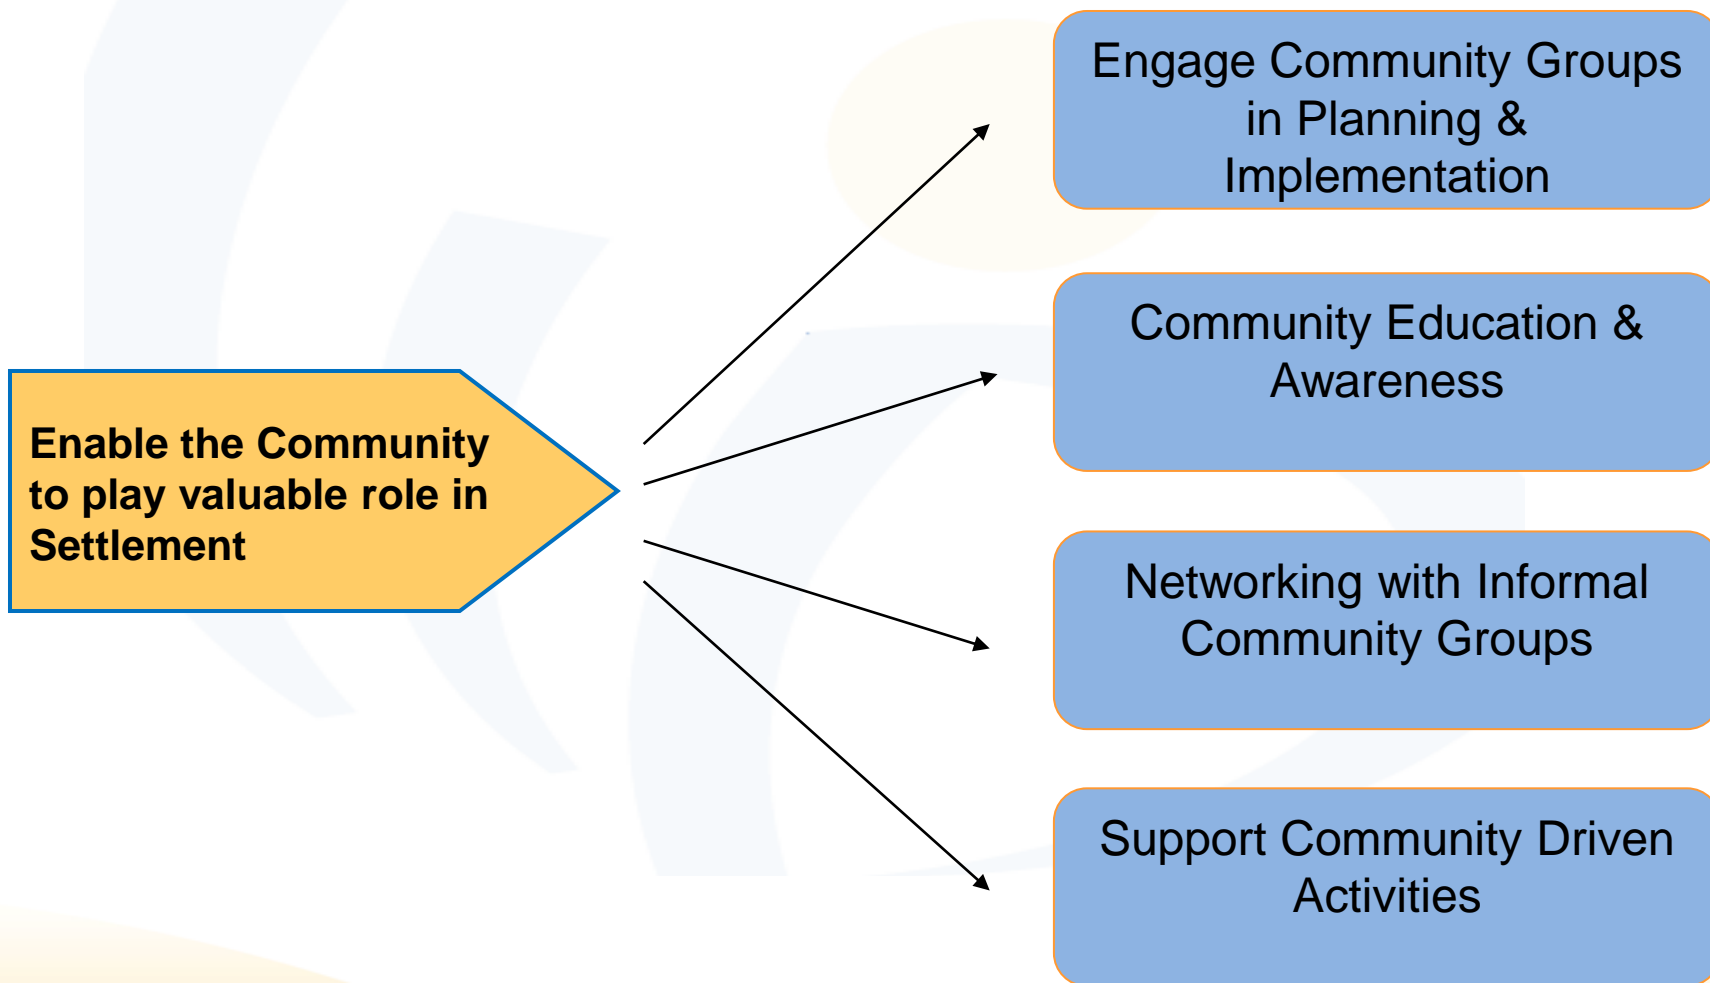 Engage Community Groups
in Planning &
Implementation
Community Education &
Awareness
Enable the Community
to play valuable role in
Settlement
Networking with Informal
Community Groups
Support Community Driven
Activities